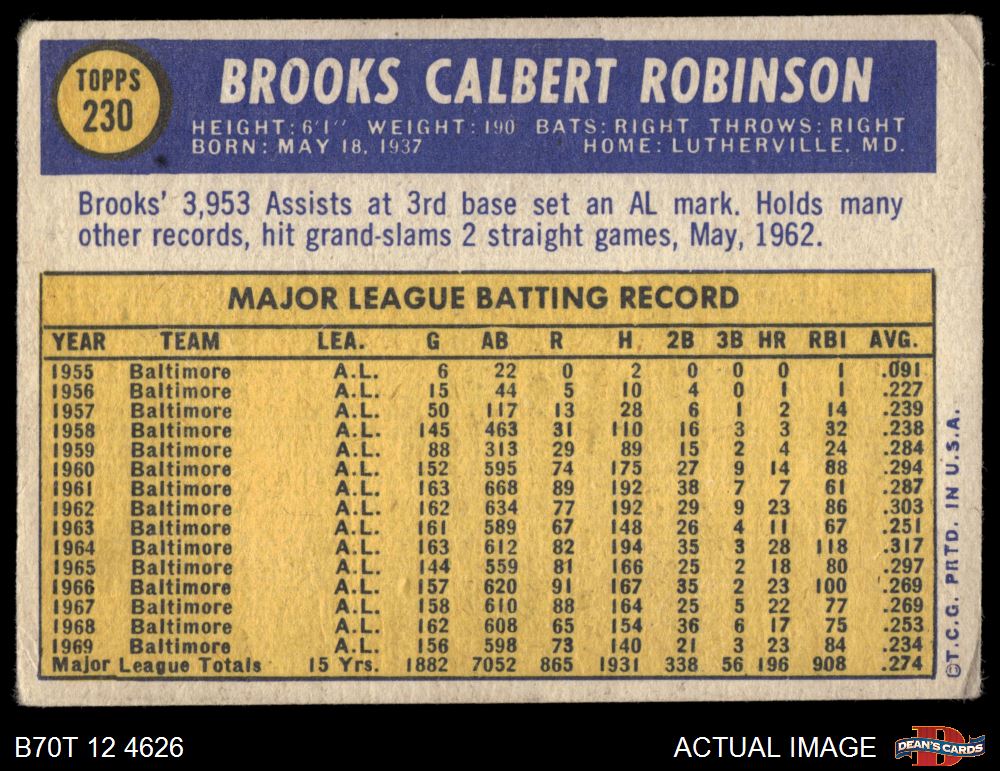 TOPPS
230
BROOKS CALBERT ROBINSON
HEIGHT: 6'1" WEIGHT: 190 BATS: RIGHT THROWS: RIGHT
BORN: MAY 18, 1937 HOME: LUTHERVILLE, MD.
Brooks' 3,953 Assists at 3rd base set an AL mark. Holds many
other records, hit grand-slams 2 straight games, May, 1962.
MAJOR LEAGUE BATTING RECORD
YEAR TEAM LEA. G AB R H 2B 3B HR RBI AVG.
1955 Baltimore A.L. 6 22 0 2 0 0 0 1 .091
1956 Baltimore A.L. 15 44 5 10 4 0 1 1 .227
1957 Baltimore A.L. 50 117 13 28 6 1 2 14 .239
1958 Baltimore A.L. 145 463 31 110 16 3 3 32 .238
1959 Baltimore A.L. 88 313 29 89 15 2 4 24 .284
1960 Baltimore A.L. 152 595 74 175 27 9 14 88 .294
1961 Baltimore A.L. 163 668 89 192 38 7 7 61 .287
1962 Baltimore A.L. 162 634 77 192 29 9 23 86 .303
1963 Baltimore A.L. 161 589 67 148 26 4 11 67 .251
1964 Baltimore A.L. 163 612 82 194 35 3 28 118 .317
1965 Baltimore A.L. 144 559 81 166 25 2 18 80 .297
1966 Baltimore A.L. 157 620 91 167 35 2 23 100 .269
1967 Baltimore A.L. 158 610 88 164 25 5 22 77 .269
1968 Baltimore A.L. 162 608 65 154 36 6 17 75 .253
1969 Baltimore A.L. 156 598 73 140 21 3 23 84 .234
Major League Totals 15 Yrs. 1882 7052 865 1931 338 56 196 908 .274
©T.C.G. PRTD. IN U.S.A.
B70T 12 4626
ACTUAL IMAGE
DEAN'S CARDS